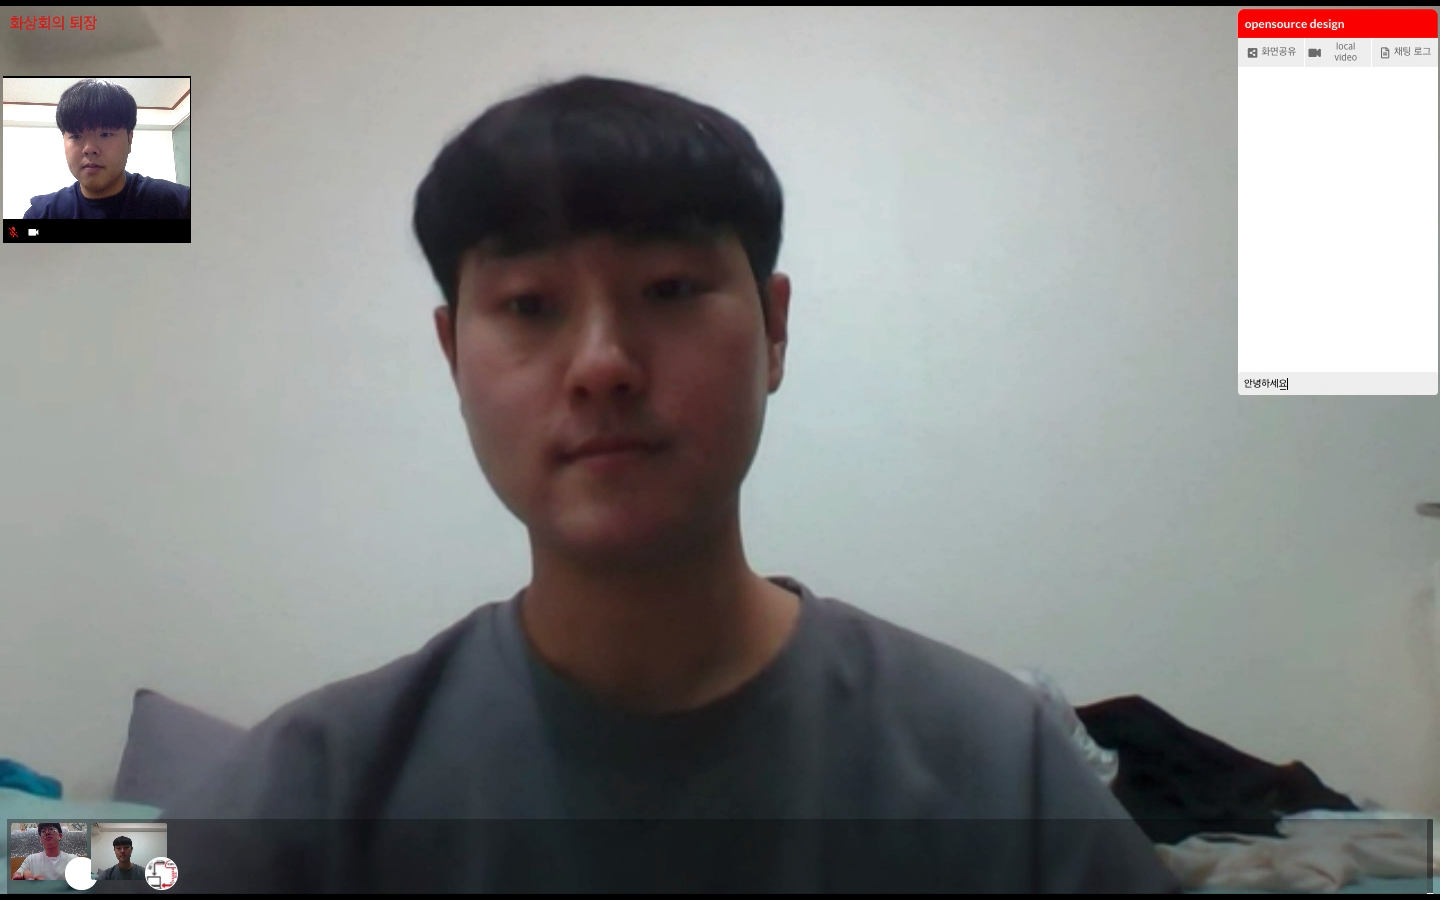 화상회의 퇴장
opensource design
화면공유
local
video
채팅 로그
안녕하세요